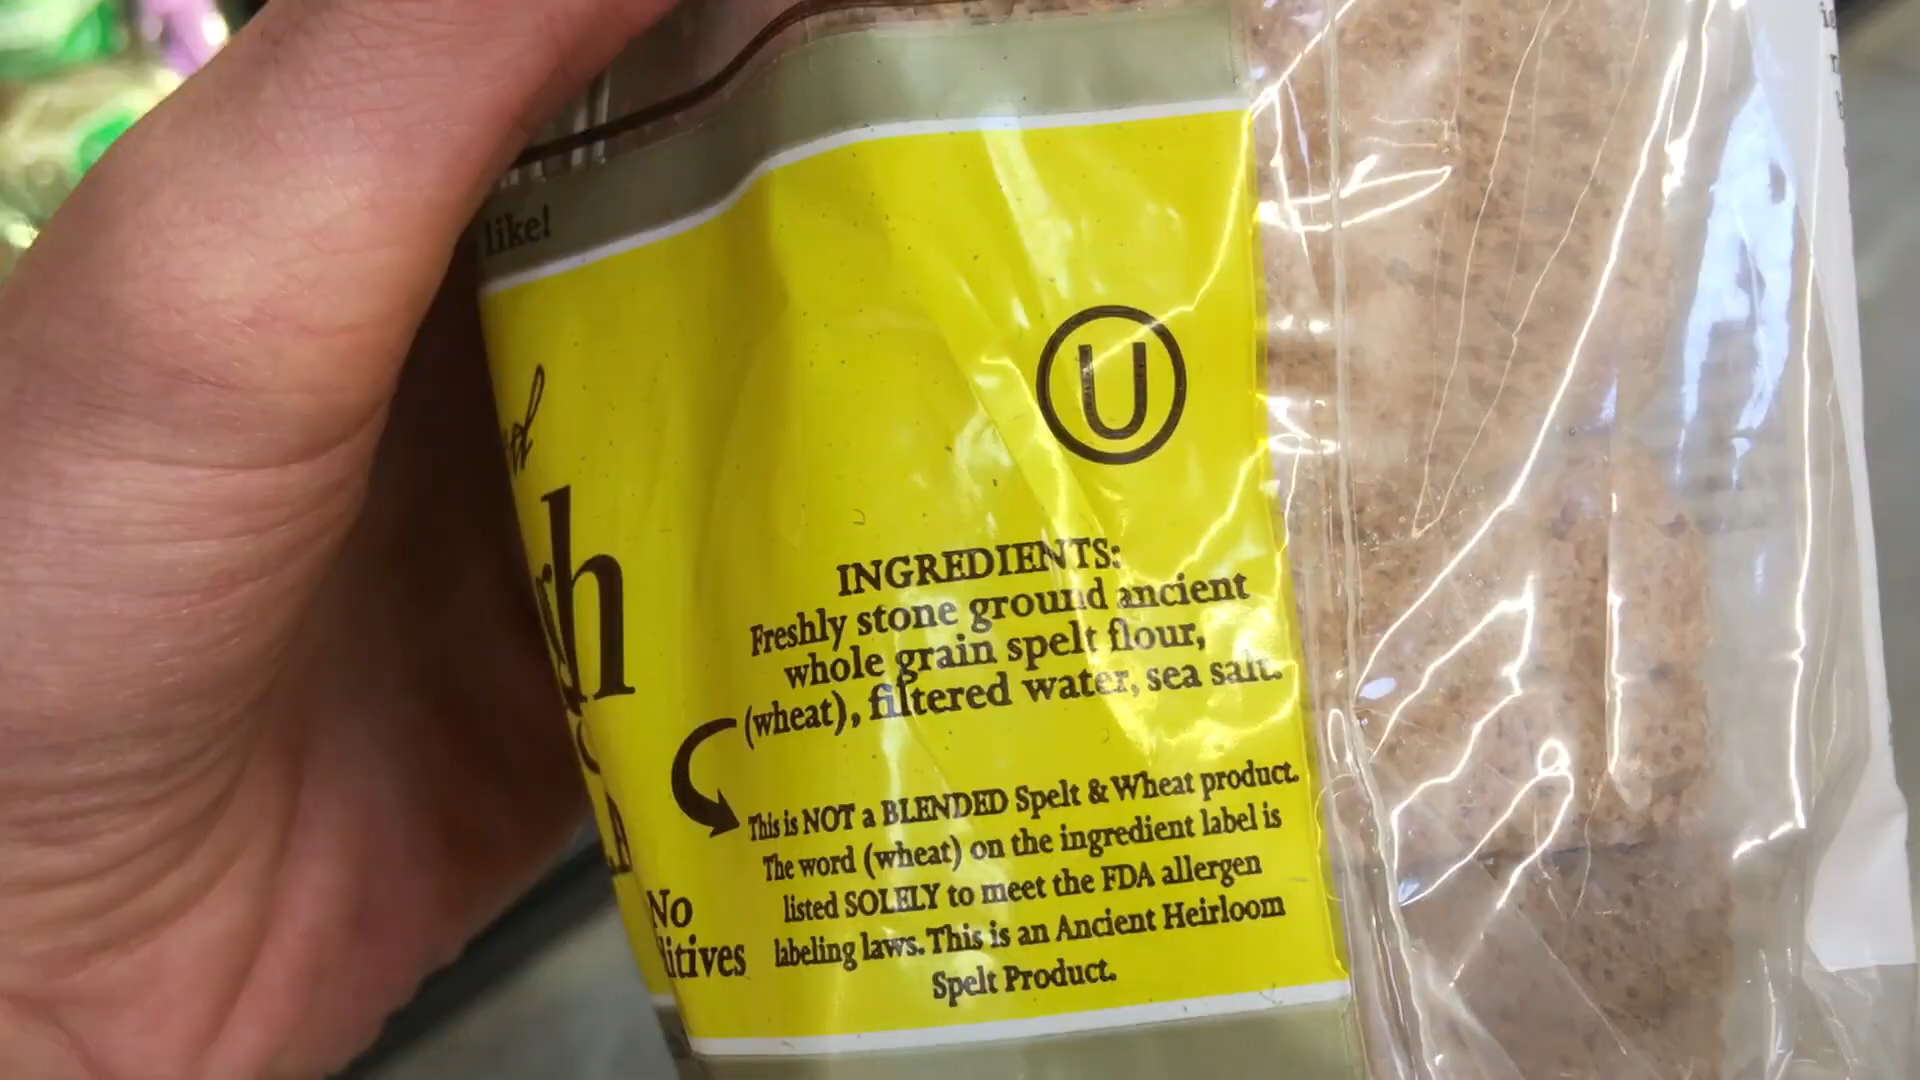 like!
U
INGREDIENTS:
Freshly stone ground ancient
whole grain spelt flour,
(wheat), filtered water, sea salt.
This is NOT a BLENDED Spelt & Wheat product.
The word (wheat) on the ingredient label is
listed SOLELY to meet the FDA allergen
labeling laws. This is an Ancient Heirloom
Spelt Product.
No